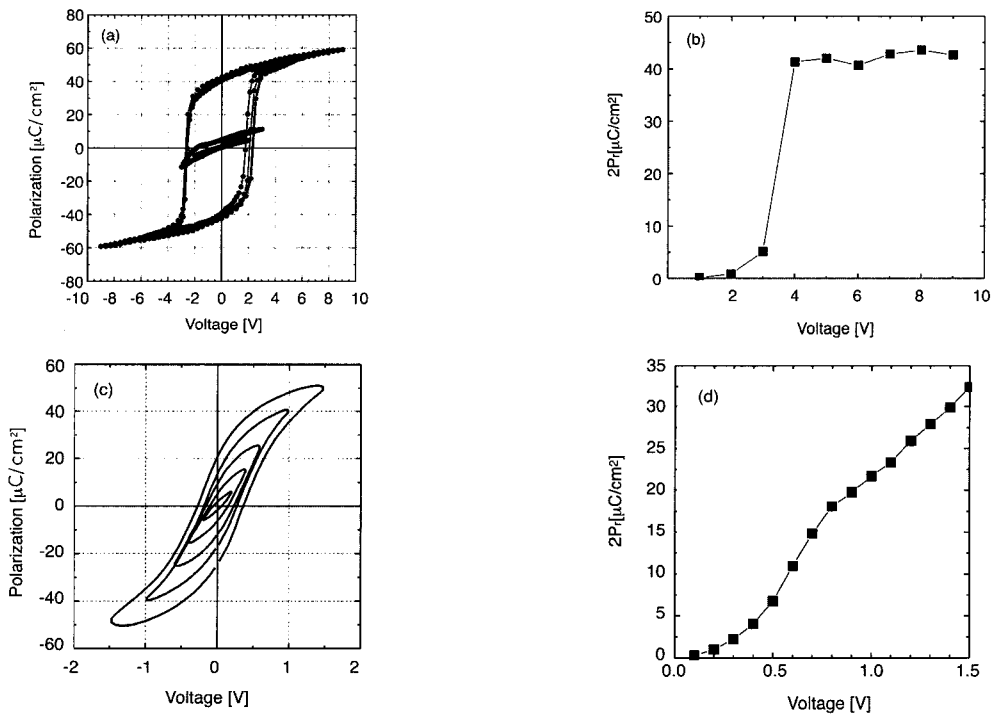 (a)
Polarization [μC/ cm²]
80
60
40
20
0
-20
-40
-60
-80
-10 -8 -6 -4 -2 0 2 4 6 8 10
Voltage [V]
(b)
2Pr[μC/cm²]
50
40
30
20
10
0
2 4 6 8 10
Voltage [V]
(c)
Polarization [μC/ cm²]
60
40
20
0
-20
-40
-60
-2 -1 0 1 2
Voltage [V]
(d)
2Pr[μC/cm²]
35
30
25
20
15
10
5
0
0.0 0.5 1.0 1.5
Voltage [V]